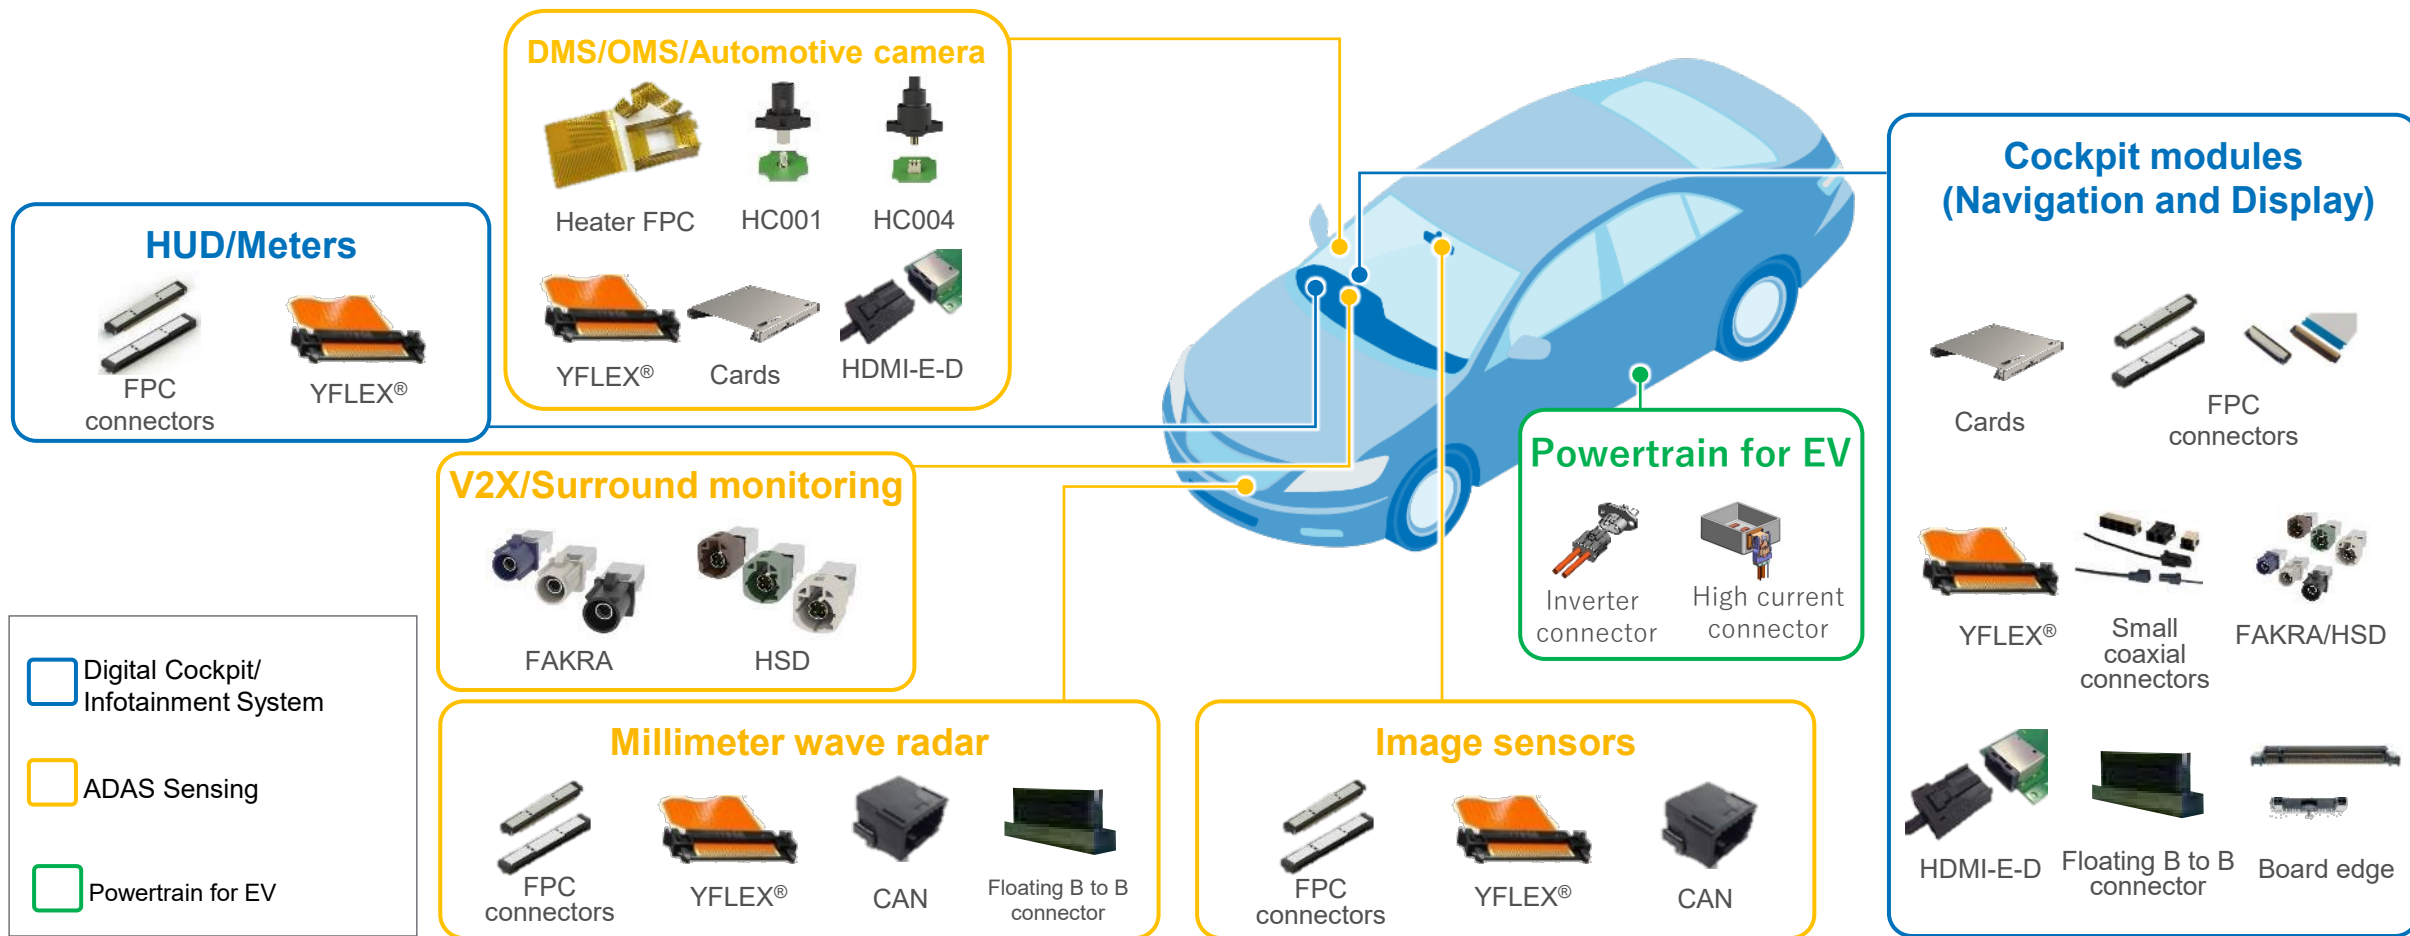 DMS/OMS/Automotive camera
Heater FPC
HC001
HC004
YFLEX®
Cards
HDMI-E-D
HUD/Meters
FPC
connectors
YFLEX®
Cockpit modules
(Navigation and Display)
Cards
FPC
connectors
YFLEX®
Small
coaxial
connectors
FAKRA/HSD
HDMI-E-D
Floating B to B
connector
Board edge
V2X/Surround monitoring
FAKRA
HSD
Powertrain for EV
Inverter
connector
High current
connector
Millimeter wave radar
FPC
connectors
YFLEX®
CAN
Floating B to B
connector
Image sensors
FPC
connectors
YFLEX®
CAN
Digital Cockpit/
Infotainment System
ADAS Sensing
Powertrain for EV